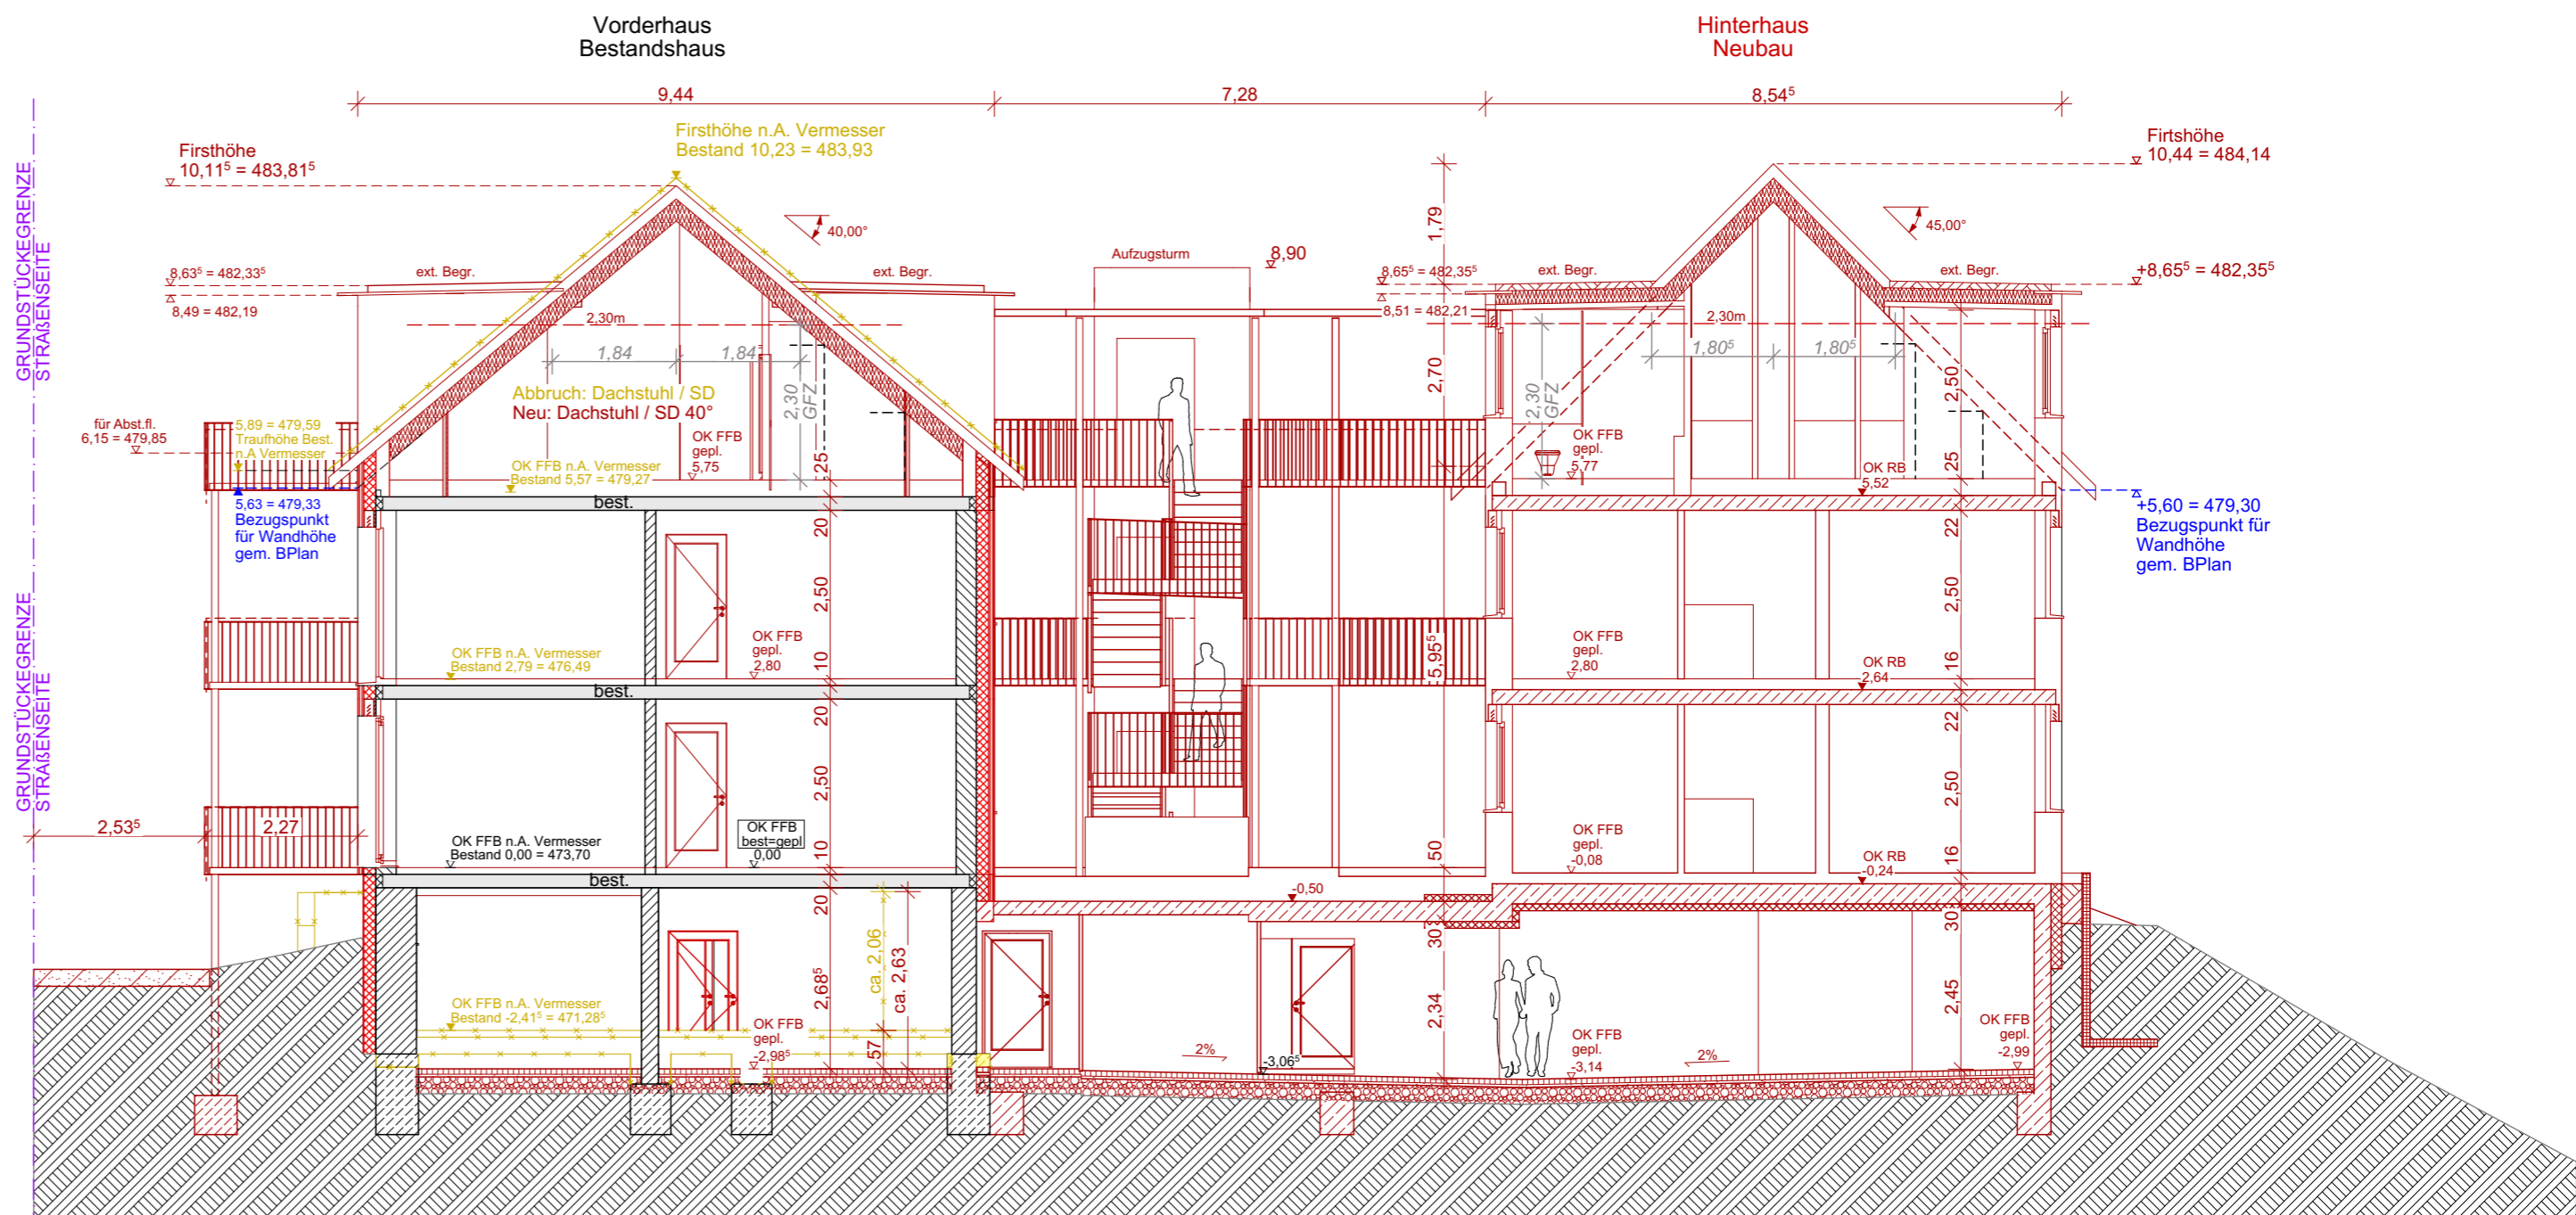 Vorderhaus
Bestandshaus
Hinterhaus
Neubau
9,44
7,28
8,54⁵
Firsthöhe n.A. Vermesser
Bestand 10,23 = 483,93
Firsthöhe
10,11⁵ = 483,81⁵
Firtshöhe
10,44 = 484,14
GRUNDSTÜCKEGRENZE
STRAßENSEITE
GRUNDSTÜCKEGRENZE
STRAßENSEITE
40,00°
45,00°
1,79
Aufzugsturm
8,90
8,63⁵ = 482,33⁵
8,49 = 482,19
ext. Begr.
ext. Begr.
8,65⁵ = 482,35⁵
8,51 = 482,21
ext. Begr.
ext. Begr.
+8,65⁵ = 482,35⁵
2,30m
2,30m
1,84
1,84
1,80⁵
1,80⁵
2,30
GFZ
2,30
GFZ
2,70
2,50
Abbruch: Dachstuhl / SD
Neu: Dachstuhl / SD 40°
für Abst.fl.
6,15 = 479,85
5,89 = 479,59
Traufhöhe Best.
n.A Vermesser
OK FFB
gepl.
5,75
OK FFB n.A. Vermesser
Bestand 5,57 = 479,27
25
OK FFB
gepl.
5,77
OK RB
5,52
25
best.
5,63 = 479,33
Bezugspunkt
für Wandhöhe
gem. BPlan
+5,60 = 479,30
Bezugspunkt für
Wandhöhe
gem. BPlan
20
22
2,50
2,50
OK FFB n.A. Vermesser
Bestand 2,79 = 476,49
OK FFB
gepl.
2,80
10
5,95⁵
OK FFB
gepl.
2,80
OK RB
2,64
16
best.
20
22
2,50
2,50
2,53⁵
2,27
OK FFB n.A. Vermesser
Bestand 0,00 = 473,70
OK FFB
best=gepl
0,00
10
50
OK FFB
gepl.
-0,08
OK RB
-0,24
16
best.
20
-0,50
30
30
ca. 2,06
ca. 2,63
2,68⁵
2,34
2,45
OK FFB n.A. Vermesser
Bestand -2,41⁵ = 471,28⁵
OK FFB
gepl.
-2,98⁵
57
2%
-3,06⁵
OK FFB
gepl.
-3,14
2%
OK FFB
gepl.
-2,99